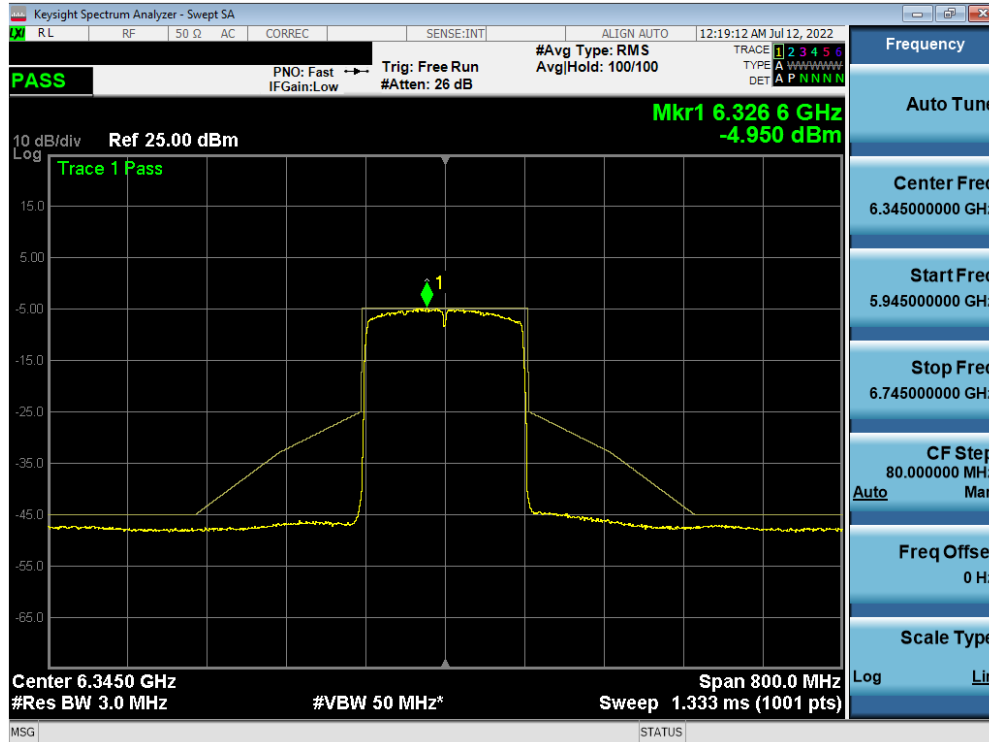 Keysight Spectrum Analyzer - Swept SA
LXI RL RF 50 Ω AC CORREC SENSE:INT ALIGN AUTO 12:19:12 AM Jul 12, 2022
PASS
PNO: Fast
IFGain:Low
Trig: Free Run
#Atten: 26 dB
#Avg Type: RMS
Avg|Hold: 100/100
TRACE 1 2 3 4 5 6
TYPE A WWWWW
DET A P N N N N
Mkr1 6.326 6 GHz
-4.950 dBm
10 dB/div Ref 25.00 dBm
Log
Trace 1 Pass
15.0
5.00
1
-5.00
-15.0
-25.0
-35.0
-45.0
-55.0
-65.0
Center 6.3450 GHz Span 800.0 MHz
#Res BW 3.0 MHz #VBW 50 MHz* Sweep 1.333 ms (1001 pts)
MSG STATUS
Frequency
Auto Tune
Center Freq
6.345000000 GHz
Start Freq
5.945000000 GHz
Stop Freq
6.745000000 GHz
CF Step
80.000000 MHz
Auto Man
Freq Offset
0 Hz
Scale Type
Log Lin